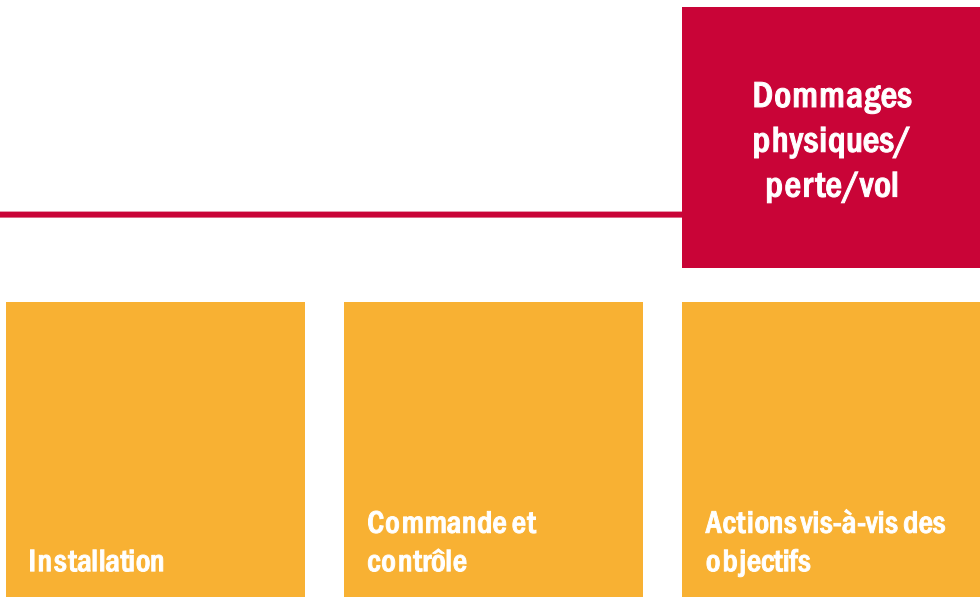 Dommages
physiques/
perte/vol
Installation
Commande et
contrôle
Actions vis-à-vis des
objectifs